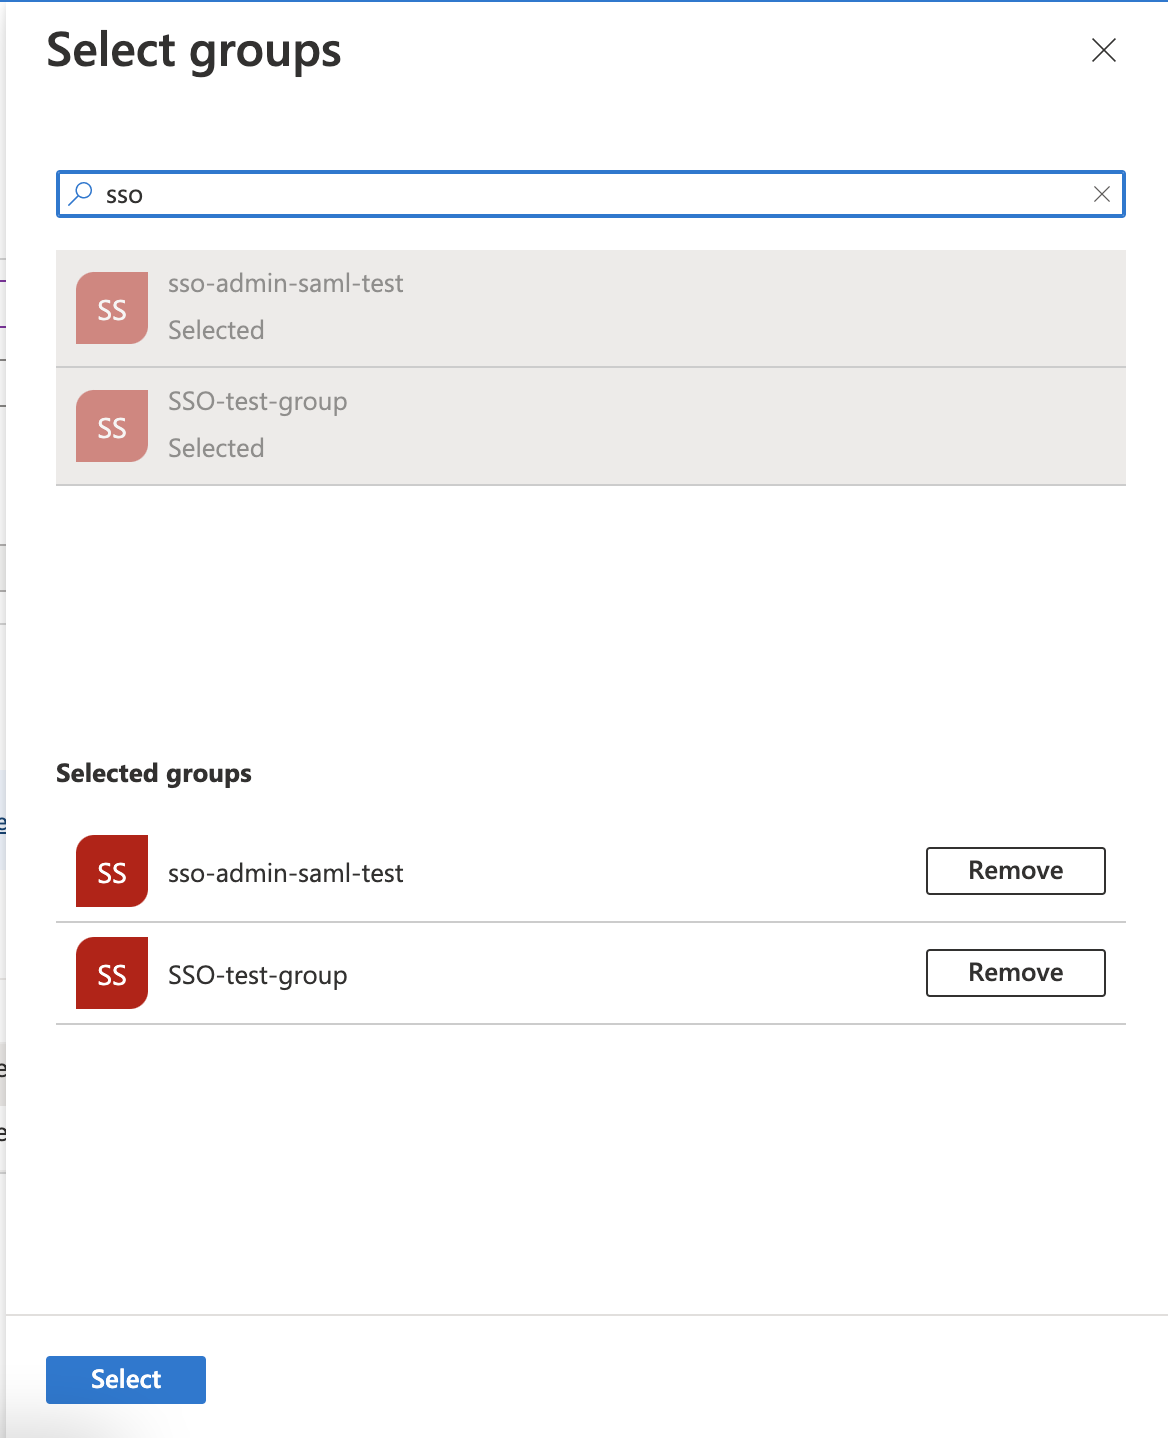 Select groups
sso
SS
sso-admin-saml-test
Selected
SS
SSO-test-group
Selected
Selected groups
SS
sso-admin-saml-test
Remove
SS
SSO-test-group
Remove
Select